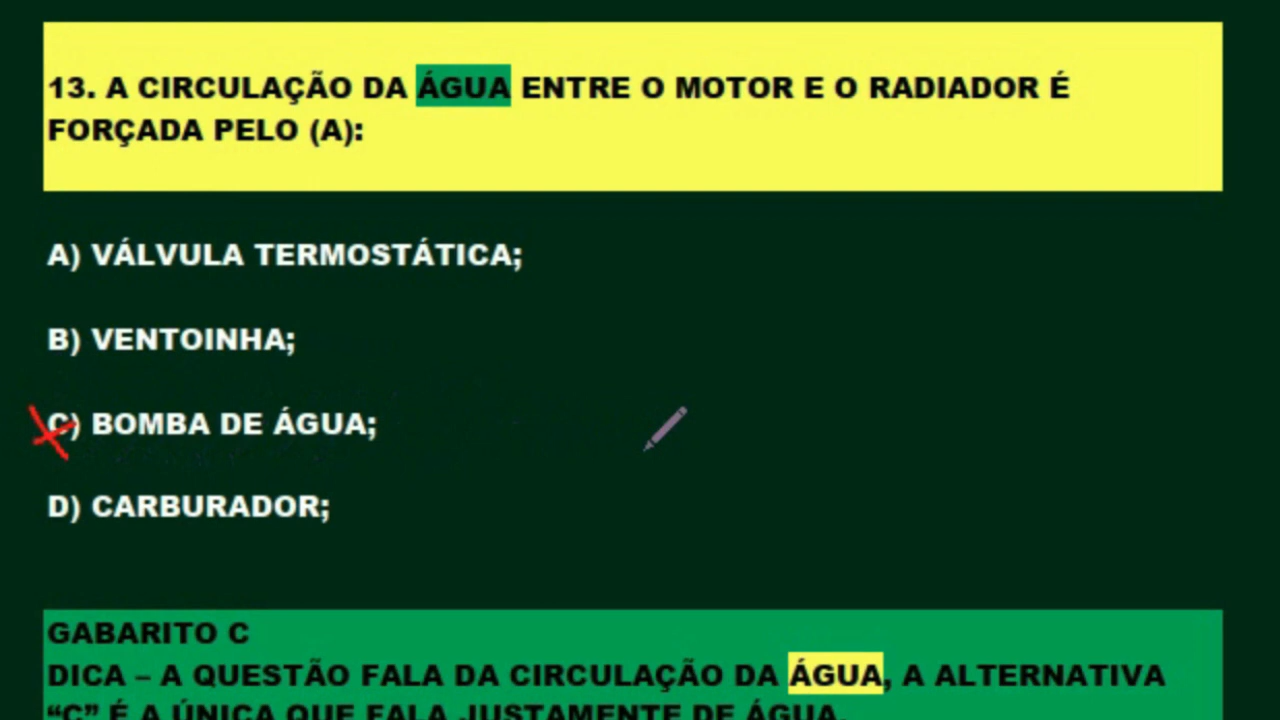 13. A CIRCULAÇÃO DA ÁGUA ENTRE O MOTOR E O RADIADOR É
FORÇADA PELO (A):
A) VÁLVULA TERMOSTÁTICA;
B) VENTOINHA;
C) BOMBA DE ÁGUA;
D) CARBURADOR;
GABARITO C
DICA – A QUESTÃO FALA DA CIRCULAÇÃO DA ÁGUA, A ALTERNATIVA
“C” É A ÚNICA QUE FALA JUSTAMENTE DE ÁGUA.